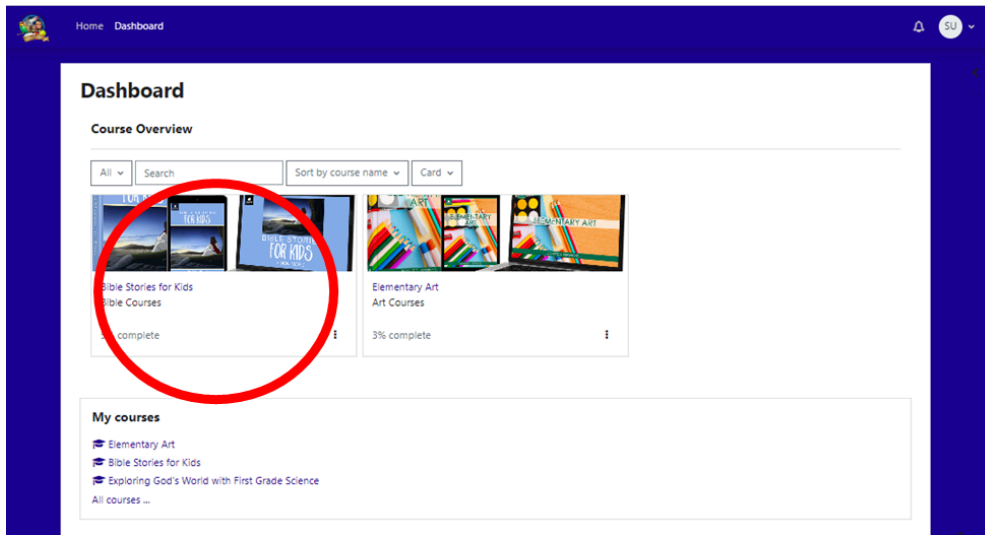 Home Dashboard
SU
Dashboard
Course Overview
All Search Sort by course name Card
FOR KIDS
BIBLE STORIES
FOR KIDS
ART
ELEMENTARY
ART
ELEMENTARY ART
Bible Stories for Kids
Bible Courses
complete
Elementary Art
Art Courses
3% complete
My courses
Elementary Art
Bible Stories for Kids
Exploring God's World with First Grade Science
All courses ...